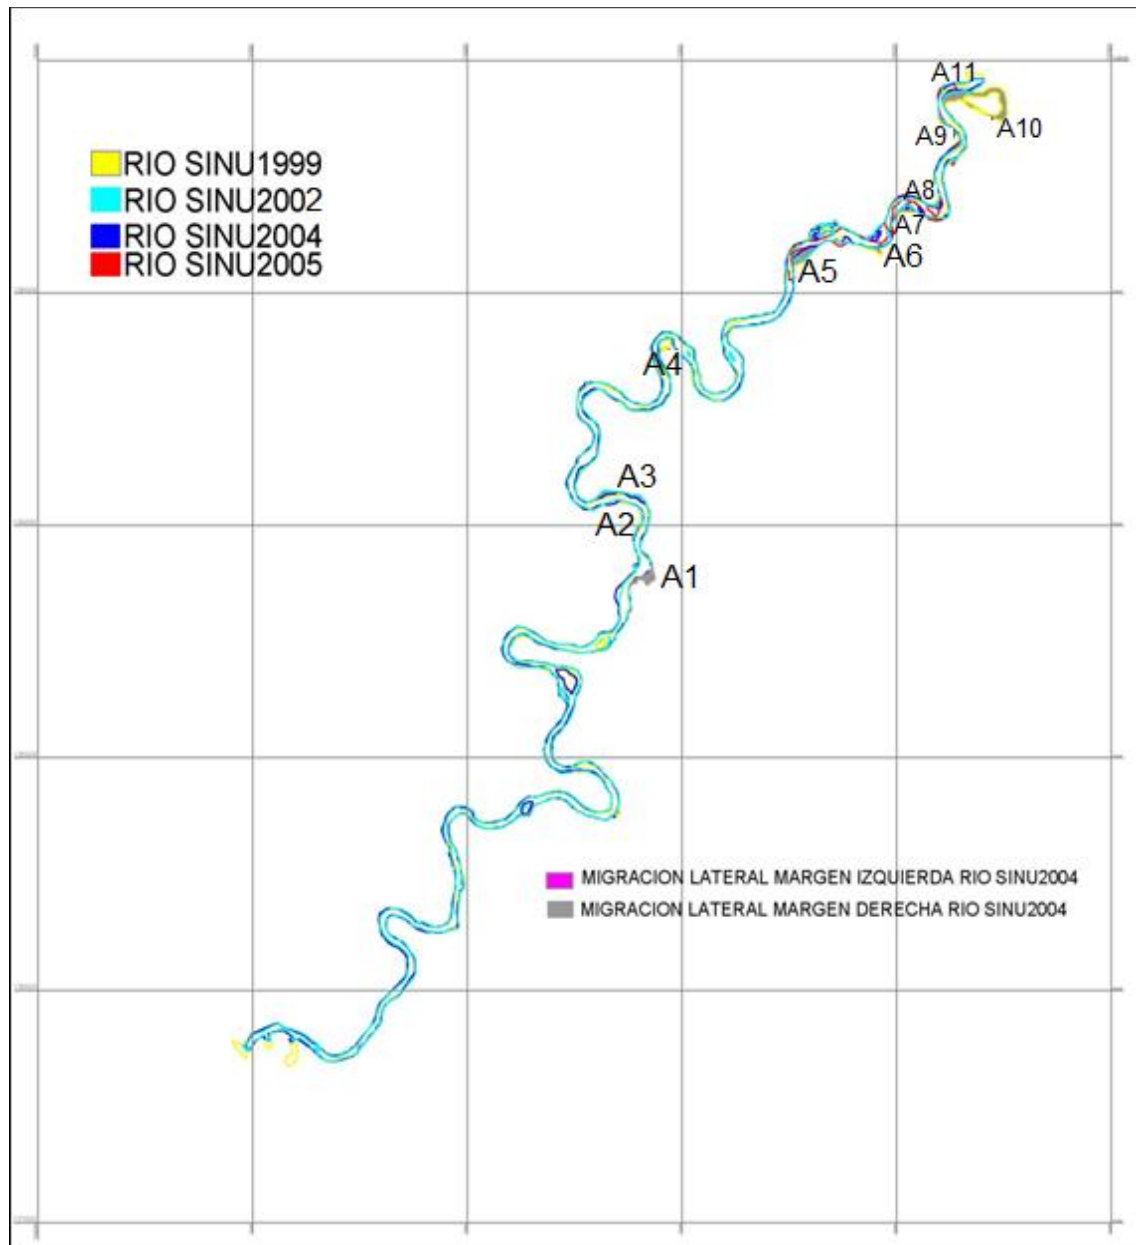 A11
A10
A9
RIO SINU1999
RIO SINU2002
A8
A7
RIO SINU2004
A6
RIO SINU2005
A5
A4
A3
A2
A1
MIGRACION LATERAL MARGEN IZQUIERDA RIO SINU2004
MIGRACION LATERAL MARGEN DERECHA RIO SINU2004